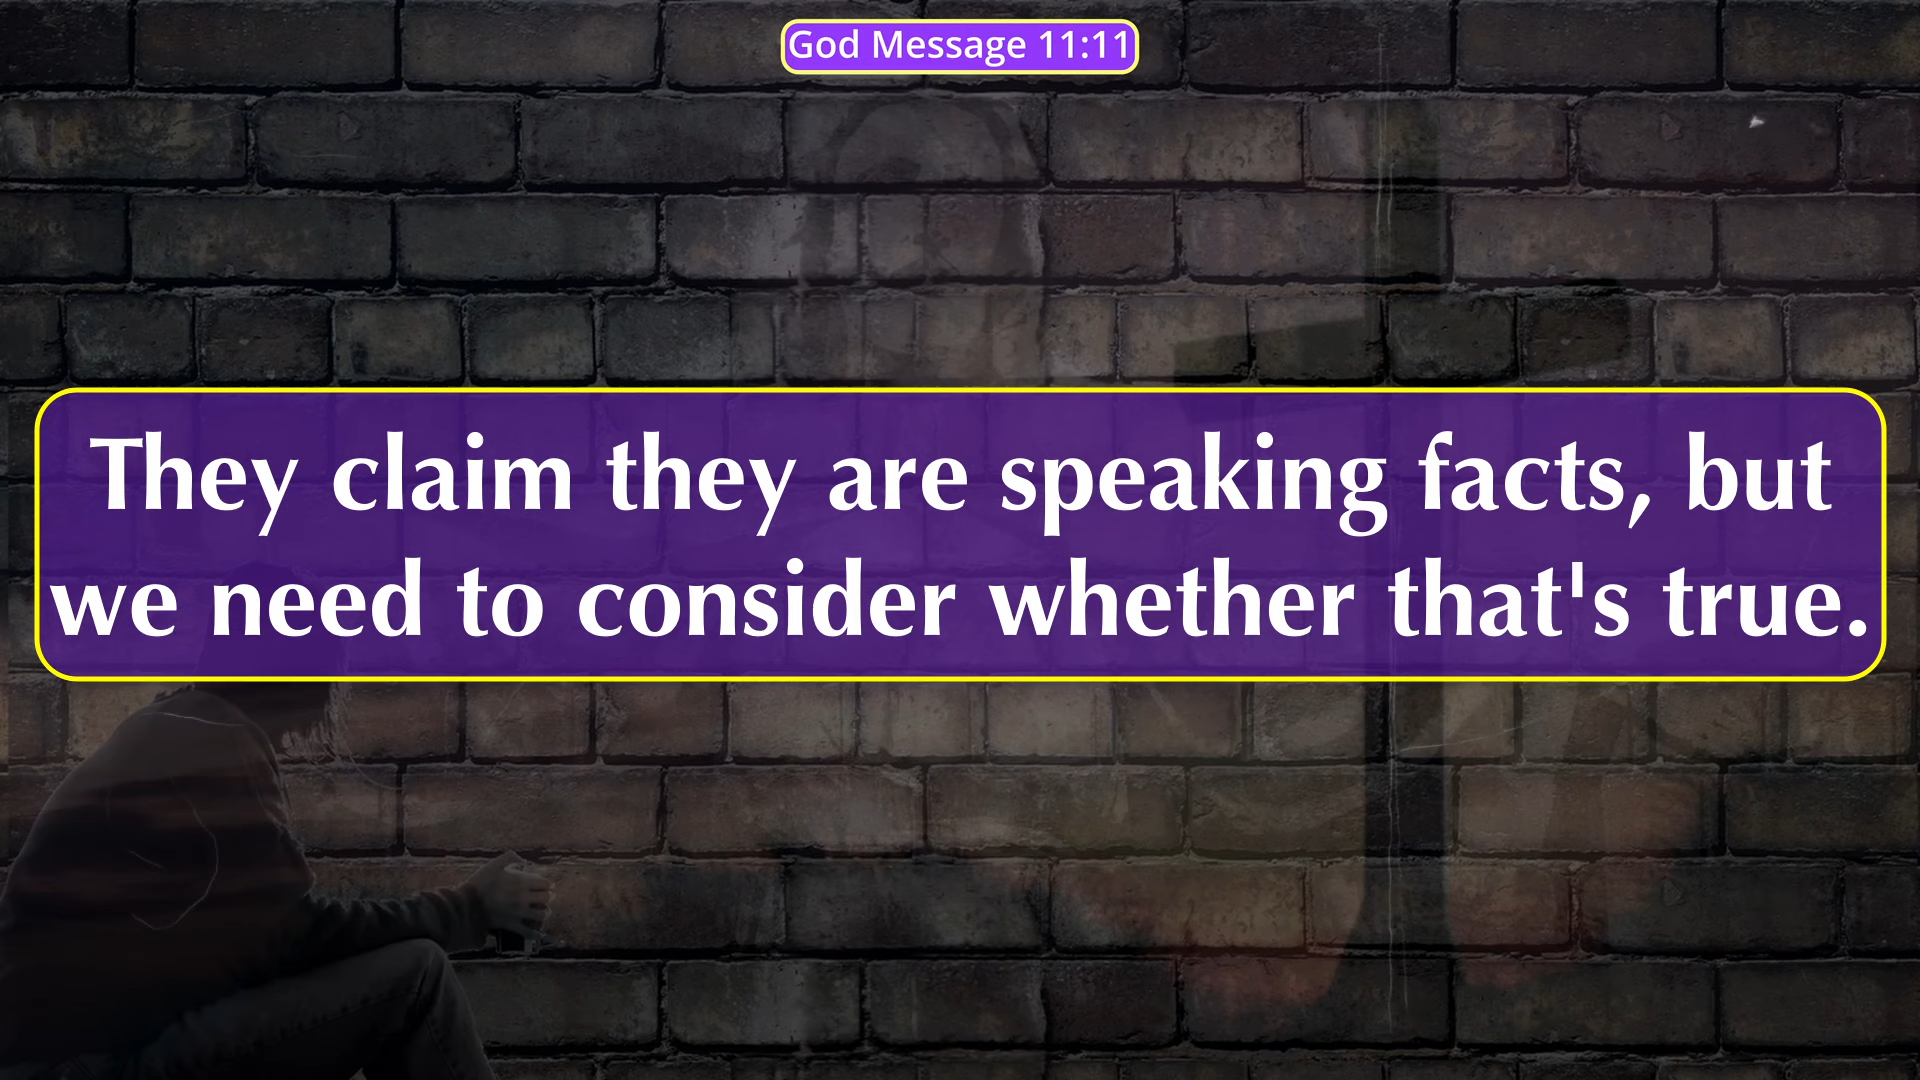 God Message 11:11
They claim they are speaking facts, but
we need to consider whether that's true.